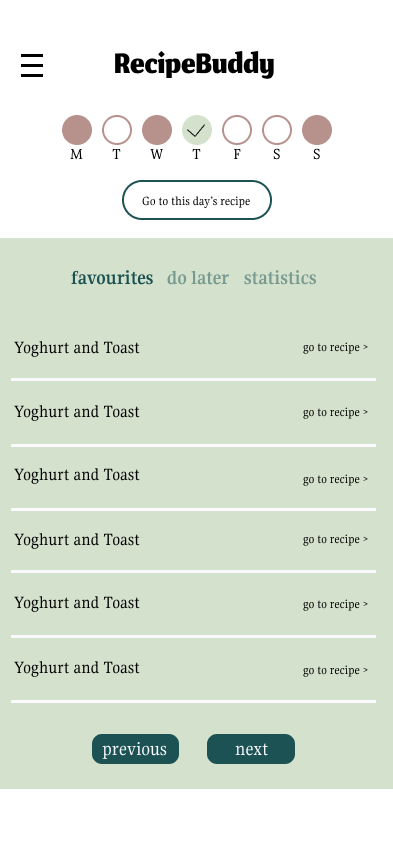 RecipeBuddy
M T W T F S S
Go to this day's recipe
favourites do later statistics
Yoghurt and Toast go to recipe >
Yoghurt and Toast go to recipe >
Yoghurt and Toast go to recipe >
Yoghurt and Toast go to recipe >
Yoghurt and Toast go to recipe >
Yoghurt and Toast go to recipe >
previous next